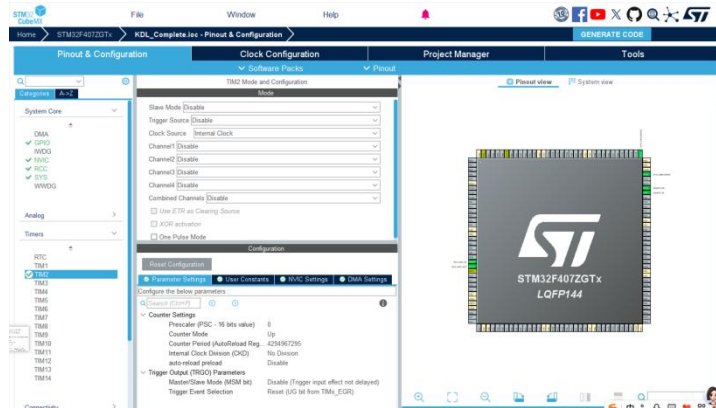 STM32
CubeMX
File
Window
Help
Home
STM32F407ZGTx
KDL_Complete.ioc - Pinout & Configuration
GENERATE CODE
Pinout & Configuration
Clock Configuration
Project Manager
Tools
Software Packs
Pinout
Categories
A->Z
System Core
DMA
GPIO
IWDG
NVIC
RCC
SYS
WWDG
Analog
Timers
RTC
TIM1
TIM2
TIM3
TIM4
TIM5
TIM6
TIM7
TIM8
TIM9
TIM10
TIM11
TIM12
TIM13
TIM14
Connectivity
TIM2 Mode and Configuration
Mode
Slave Mode Disable
Trigger Source Disable
Clock Source Internal Clock
Channel1 Disable
Channel2 Disable
Channel3 Disable
Channel4 Disable
Combined Channels Disable
Use ETR as Clearing Source
XOR activation
One Pulse Mode
Configuration
Reset Configuration
Parameter Settings
User Constants
NVIC Settings
DMA Settings
Configure the below parameters :
Search (Ctrl+F)
Counter Settings
Prescaler (PSC - 16 bits value) 0
Counter Mode Up
Counter Period (AutoReload Reg... 4294967295
Internal Clock Division (CKD) No Division
auto-reload preload Disable
Trigger Output (TRGO) Parameters
Master/Slave Mode (MSM bit) Disable (Trigger input effect not delayed)
Trigger Event Selection Reset (UG bit from TIMx_EGR)
Pinout view
System view
STM32F407ZGTx
LQFP144